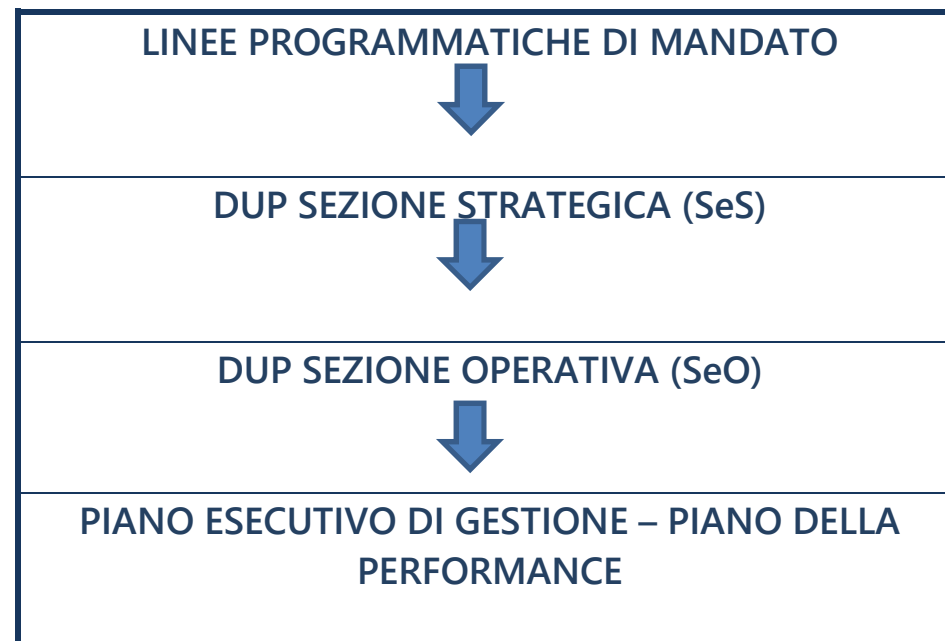 LINEE PROGRAMMATICHE DI MANDATO
DUP SEZIONE STRATEGICA (SeS)
DUP SEZIONE OPERATIVA (SeO)
PIANO ESECUTIVO DI GESTIONE – PIANO DELLA
PERFORMANCE